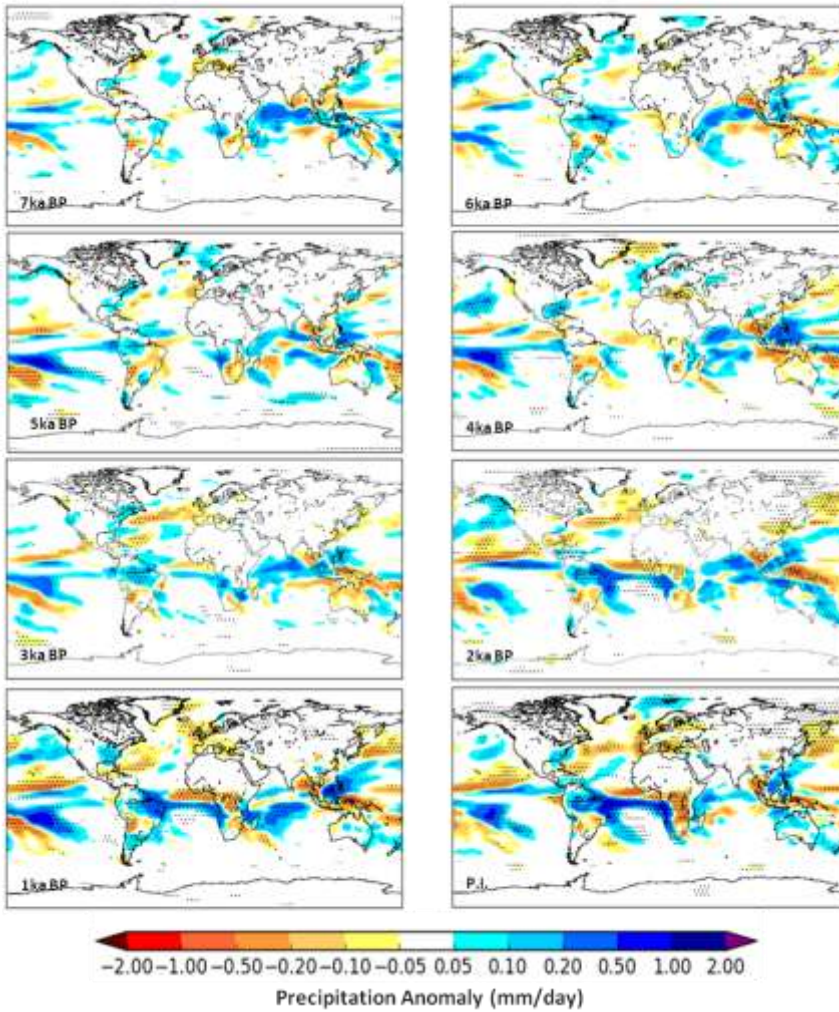 7ka BP
6ka BP
5ka BP
4ka BP
3ka BP
2ka BP
1ka BP
P.I.
−2.00 −1.00 −0.50 −0.20 −0.10 −0.05 0.05 0.10 0.20 0.50 1.00 2.00
Precipitation Anomaly (mm/day)